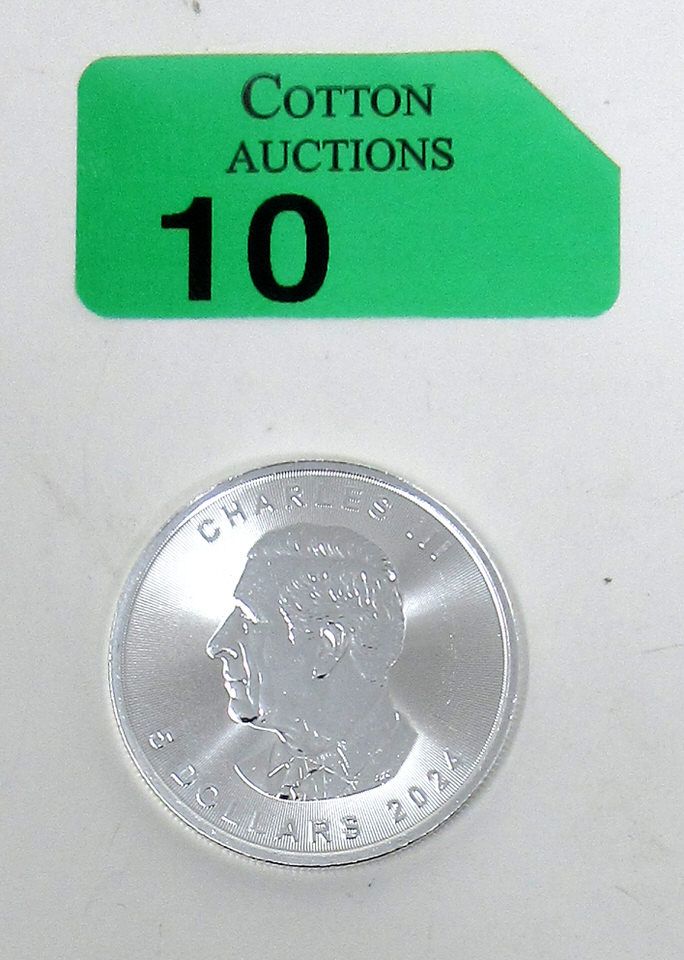 COTTON
AUCTIONS
10
CHARLES III
5 DOLLARS 2024